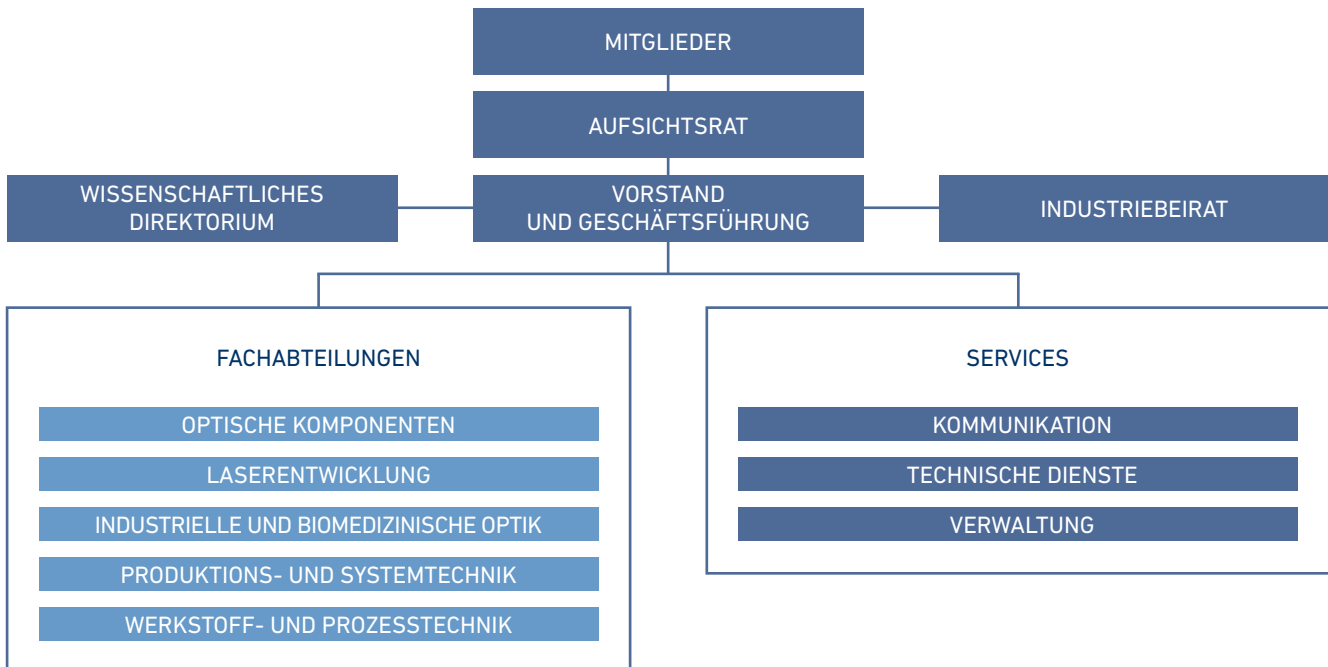 MITGLIEDER
AUFSICHTSRAT
WISSENSCHAFTLICHES
DIREKTORIUM
VORSTAND
UND GESCHÄFTSFÜHRUNG
INDUSTRIEBEIRAT
FACHABTEILUNGEN
OPTISCHE KOMPONENTEN
LASERENTWICKLUNG
INDUSTRIELLE UND BIOMEDIZINISCHE OPTIK
PRODUKTIONS- UND SYSTEMTECHNIK
WERKSTOFF- UND PROZESSTECHNIK
SERVICES
KOMMUNIKATION
TECHNISCHE DIENSTE
VERWALTUNG